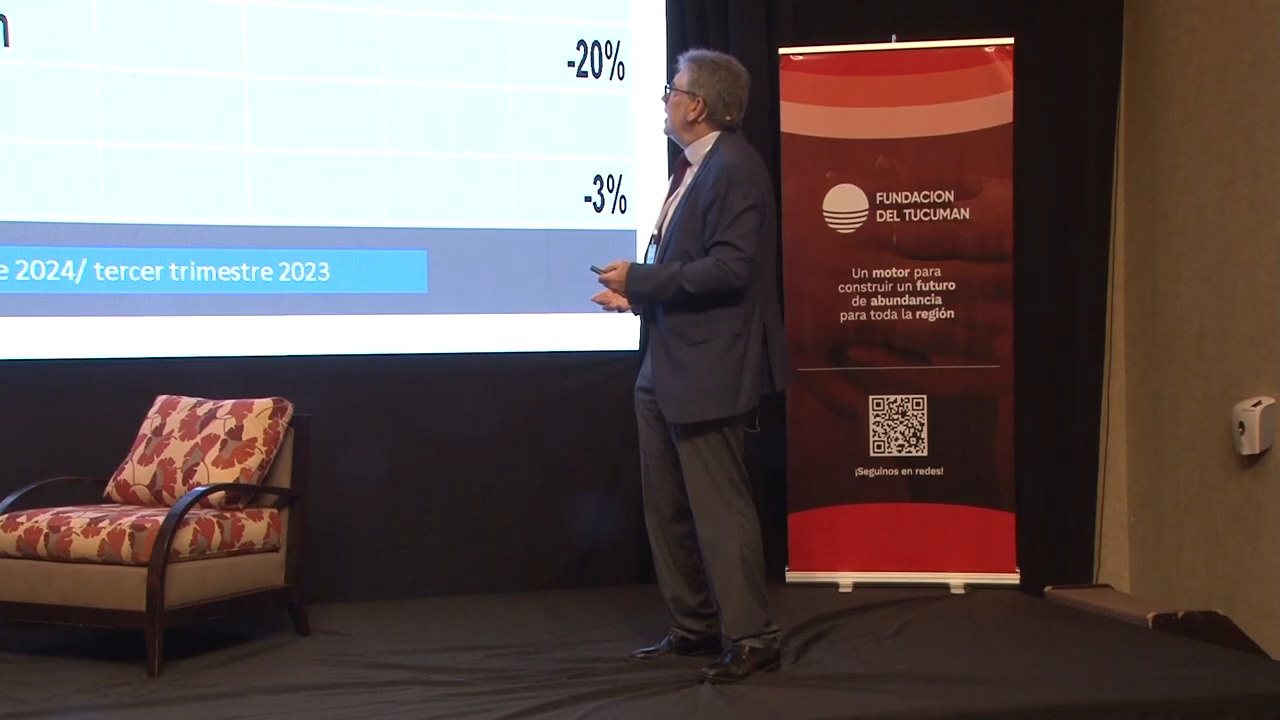 -20%
-3%
2024/ tercer trimestre 2023
FUNDACION
DEL TUCUMAN
Un motor para
construir un futuro
de abundancia
para toda la región
¡Seguinos en redes!